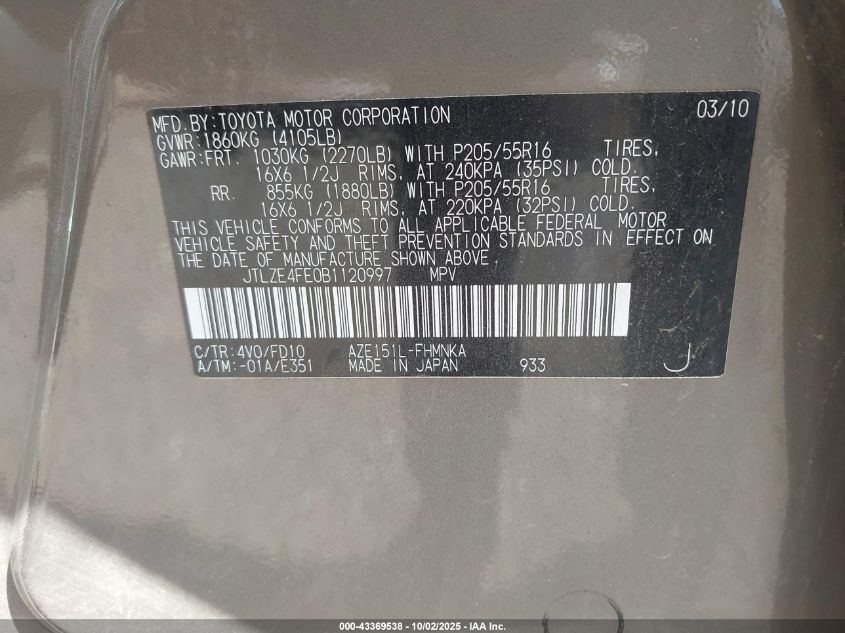 MFD. BY: TOYOTA MOTOR CORPORATION 03/10
GVWR: 1860KG (4105LB)
GAWR: FRT. 1030KG (2270LB) WITH P205/55R16 TIRES,
16X6 1/2J RIMS, AT 240KPA (35PSI) COLD.
RR. 855KG (1880LB) WITH P205/55R16 TIRES,
16X6 1/2J RIMS, AT 220KPA (32PSI) COLD.
THIS VEHICLE CONFORMS TO ALL APPLICABLE FEDERAL MOTOR
VEHICLE SAFETY AND THEFT PREVENTION STANDARDS IN EFFECT ON
THE DATE OF MANUFACTURE SHOWN ABOVE.
JTLZE4FE0B1120997 MPV
C/TR: 4V0/FD10 AZE151L-FHMNKA
A/TM: -01A/E351 MADE IN JAPAN 933 J
000-43369538 - 10/02/2025 - IAA Inc.